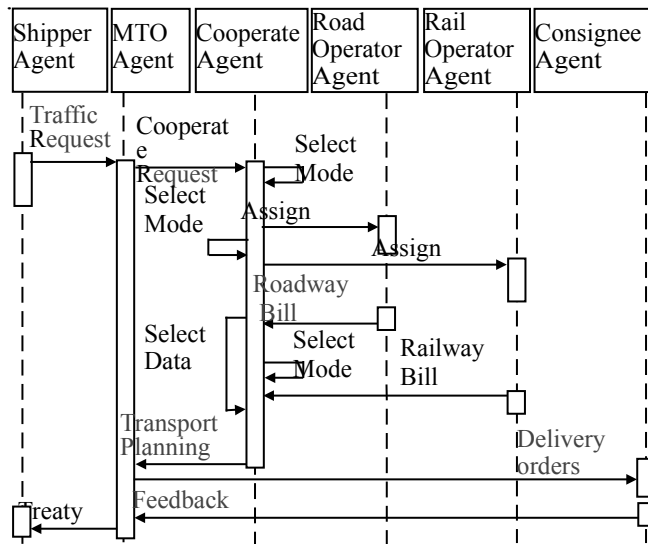 Shipper
Agent
MTO
Agent
Cooperate
Agent
Road
Operator
Agent
Rail
Operator
Agent
Consignee
Agent
Traffic
Request
Cooperat
e
Request
Select
Mode
Select
Mode
Assign
Assign
Roadway
Bill
Select
Data
Select
Mode
Railway
Bill
Transport
Planning
Delivery
orders
Feedback
Treaty